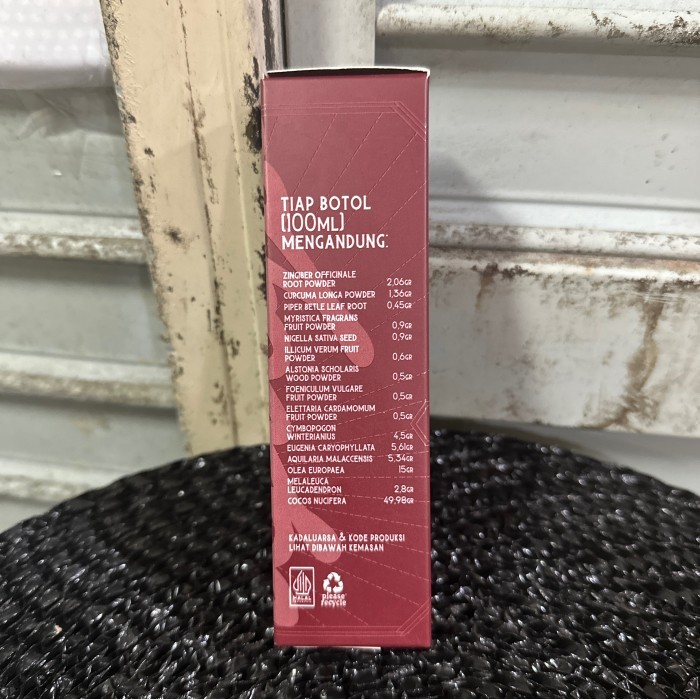 TIAP BOTOL
(100ML)
MENGANDUNG:
ZINGIBER OFFICINALE
ROOT POWDER 2,06GR
CURCUMA LONGA POWDER 1,36GR
PIPER BETLE LEAF ROOT 0,45GR
MYRISTICA FRAGRANS
FRUIT POWDER 0,9GR
NIGELLA SATIVA SEED 0,9GR
ILLICUM VERUM FRUIT
POWDER 0,6GR
ALSTONIA SCHOLARIS
WOOD POWDER 0,5GR
FOENICULUM VULGARE
FRUIT POWDER 0,5GR
ELETTARIA CARDAMOMUM
FRUIT POWDER 0,5GR
CYMBOPOGON
WINTERIANIUS 4,5GR
EUGENIA CARYOPHYLLATA 5,61GR
AQUILARIA MALACCENSIS 5,34GR
OLEA EUROPAEA 15GR
MELALEUCA
LEUCADENDRON 2,8GR
COCOS NUCIFERA 49,98GR
KADALUARSA & KODE PRODUKSI
LIHAT DIBAWAH KEMASAN
HALAL
please
recycle